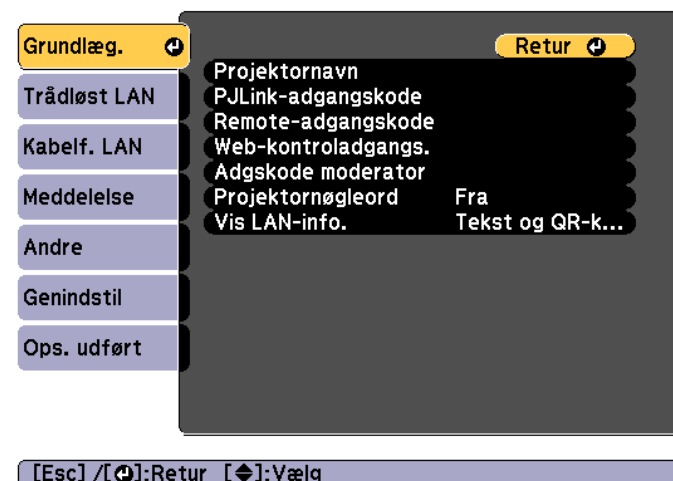 Grundlæg.
Retur
Projektornavn
Trådløst LAN
PJLink-adgangskode
Remote-adgangskode
Kabelf. LAN
Web-kontroladgangs.
Adgskode moderator
Meddelelse
Projektornøgleord Fra
Vis LAN-info. Tekst og QR-k...
Andre
Genindstil
Ops. udført
[Esc] /[⏎]:Retur [◆]:Vælg